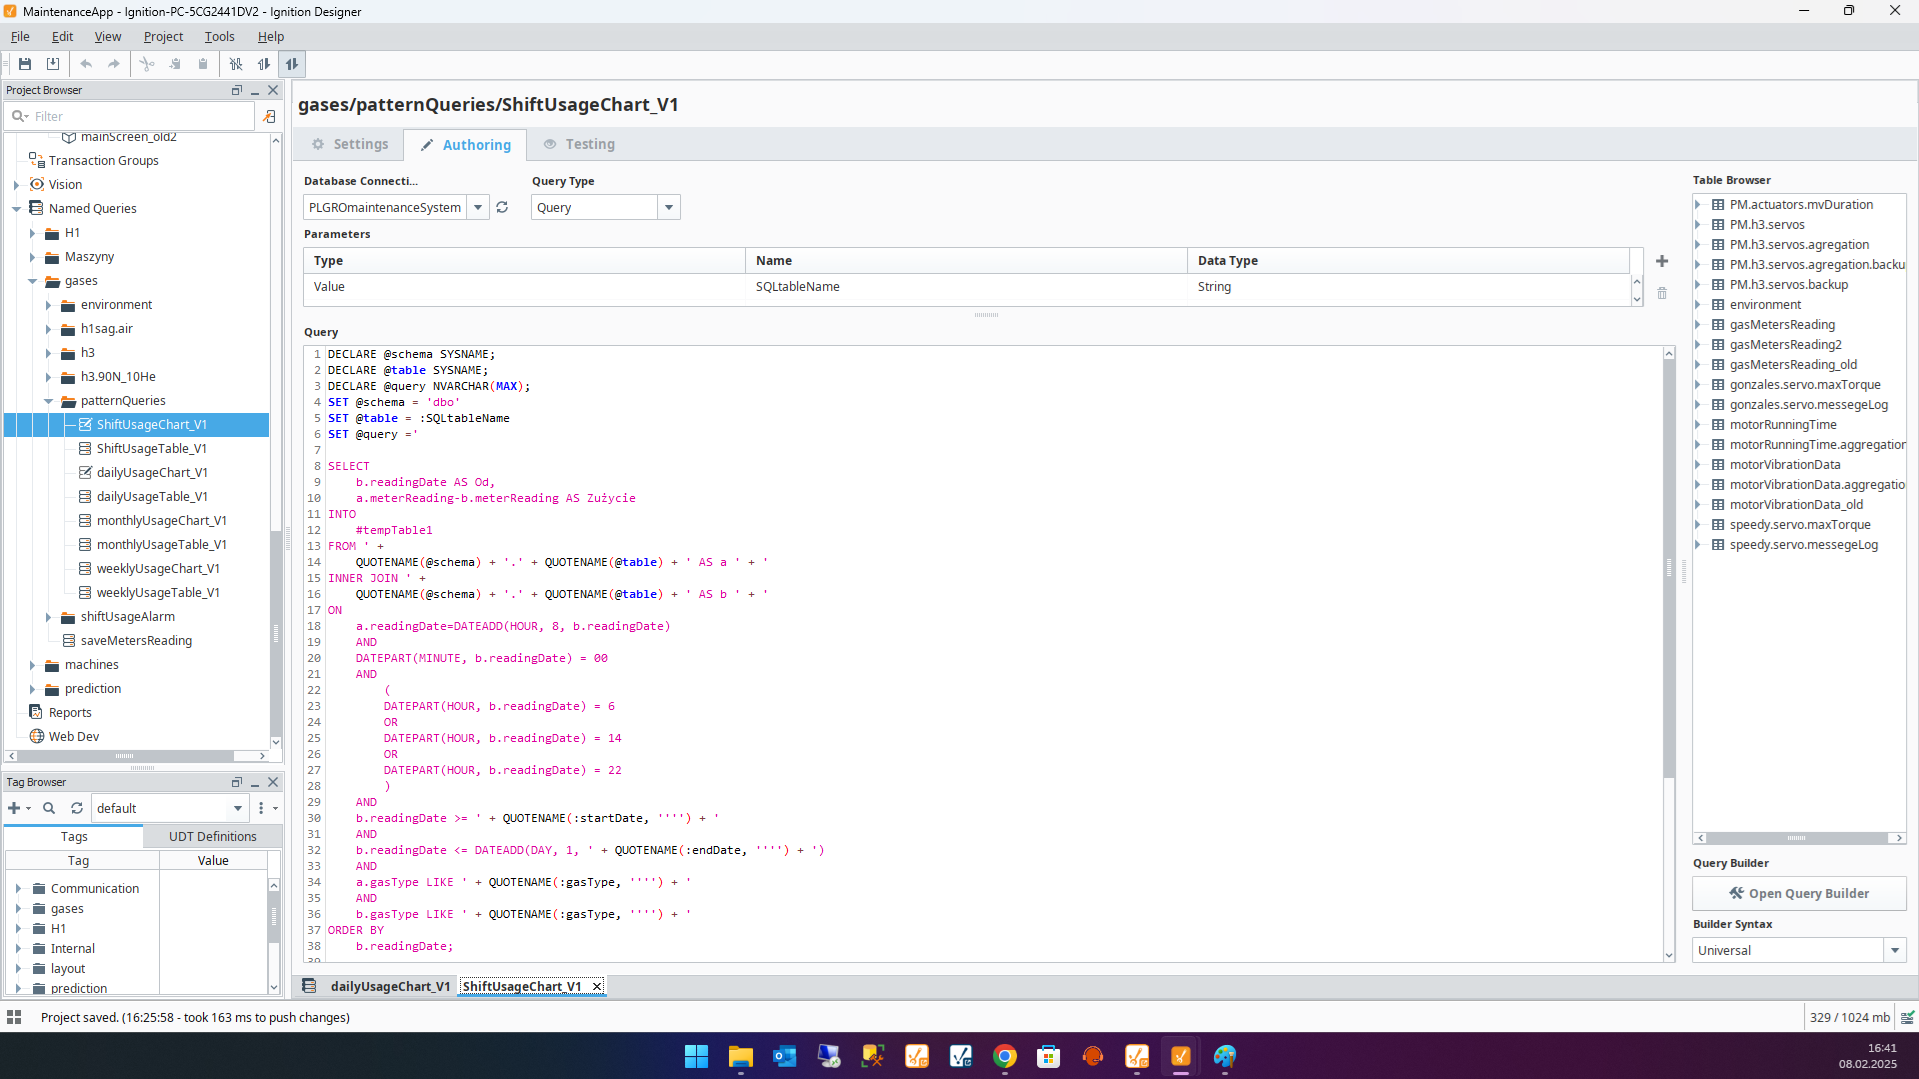 MaintenanceApp - Ignition-PC-5CG2441DV2 - Ignition Designer
File Edit View Project Tools Help
Project Browser
Filter
mainScreen_old2
Transaction Groups
Vision
Named Queries
H1
Maszyny
gases
environment
h1sag.air
h3
h3.90N_10He
patternQueries
ShiftUsageChart_V1
ShiftUsageTable_V1
dailyUsageChart_V1
dailyUsageTable_V1
monthlyUsageChart_V1
monthlyUsageTable_V1
weeklyUsageChart_V1
weeklyUsageTable_V1
shiftUsageAlarm
saveMetersReading
machines
prediction
Reports
Web Dev
Tag Browser
default
Tags UDT Definitions
Tag Value
Communication
gases
H1
Internal
layout
prediction
gases/patternQueries/ShiftUsageChart_V1
Settings Authoring Testing
Database Connecti... Query Type
PLGROmaintenanceSystem Query
Parameters
Type Name Data Type
Value SQLtableName String
Query
1 DECLARE @schema SYSNAME;
2 DECLARE @table SYSNAME;
3 DECLARE @query NVARCHAR(MAX);
4 SET @schema = 'dbo'
5 SET @table = :SQLtableName
6 SET @query ='
7
8 SELECT
9 b.readingDate AS Od,
10 a.meterReading-b.meterReading AS Zużycie
11 INTO
12 #tempTable1
13 FROM ' +
14 QUOTENAME(@schema) + '.' + QUOTENAME(@table) + ' AS a ' + '
15 INNER JOIN ' +
16 QUOTENAME(@schema) + '.' + QUOTENAME(@table) + ' AS b ' + '
17 ON
18 a.readingDate=DATEADD(HOUR, 8, b.readingDate)
19 AND
20 DATEPART(MINUTE, b.readingDate) = 00
21 AND
22 (
23 DATEPART(HOUR, b.readingDate) = 6
24 OR
25 DATEPART(HOUR, b.readingDate) = 14
26 OR
27 DATEPART(HOUR, b.readingDate) = 22
28 )
29 AND
30 b.readingDate >= ' + QUOTENAME(:startDate, '''') + '
31 AND
32 b.readingDate <= DATEADD(DAY, 1, ' + QUOTENAME(:endDate, '''') + ')
33 AND
34 a.gasType LIKE ' + QUOTENAME(:gasType, '''') + '
35 AND
36 b.gasType LIKE ' + QUOTENAME(:gasType, '''') + '
37 ORDER BY
38 b.readingDate;
39
Table Browser
PM.actuators.mvDuration
PM.h3.servos
PM.h3.servos.agregation
PM.h3.servos.agregation.backu
PM.h3.servos.backup
environment
gasMetersReading
gasMetersReading2
gasMetersReading_old
gonzales.servo.maxTorque
gonzales.servo.messegeLog
motorRunningTime
motorRunningTime.aggregation
motorVibrationData
motorVibrationData.aggregatio
motorVibrationData_old
speedy.servo.maxTorque
speedy.servo.messegeLog
Query Builder
Open Query Builder
Builder Syntax
Universal
dailyUsageChart_V1 ShiftUsageChart_V1
Project saved. (16:25:58 - took 163 ms to push changes)
329 / 1024 mb
16:41
08.02.2025